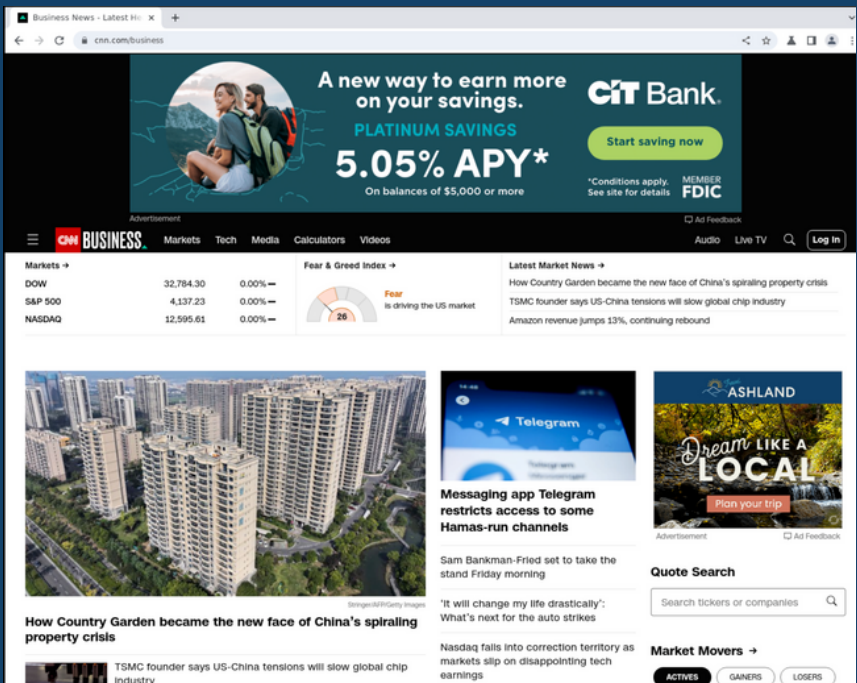 Business News - Latest He
cnn.com/business
A new way to earn more
on your savings.
PLATINUM SAVINGS
5.05% APY*
On balances of $5,000 or more
CIT Bank.
Start saving now
*Conditions apply.
See site for details
MEMBER
FDIC
Advertisement
Ad Feedback
CNN BUSINESS
Markets Tech Media Calculators Videos
Audio Live TV
Log In
Markets →
DOW 32,784.30 0.00%
S&P 500 4,137.23 0.00%
NASDAQ 12,595.61 0.00%
Fear & Greed Index →
26
Fear
is driving the US market
Latest Market News →
How Country Garden became the new face of China's spiraling property crisis
TSMC founder says US-China tensions will slow global chip industry
Amazon revenue jumps 13%, continuing rebound
Stringer/AFP/Getty Images
How Country Garden became the new face of China's spiraling
property crisis
TSMC founder says US-China tensions will slow global chip
industry
Telegram
Messaging app Telegram
restricts access to some
Hamas-run channels
Sam Bankman-Fried set to take the
stand Friday morning
'It will change my life drastically':
What's next for the auto strikes
Nasdaq falls into correction territory as
markets slip on disappointing tech
earnings
Travel
ASHLAND
Dream LIKE A
LOCAL
Plan your trip
Advertisement
Ad Feedback
Quote Search
Search tickers or companies
Market Movers →
ACTIVES GAINERS LOSERS